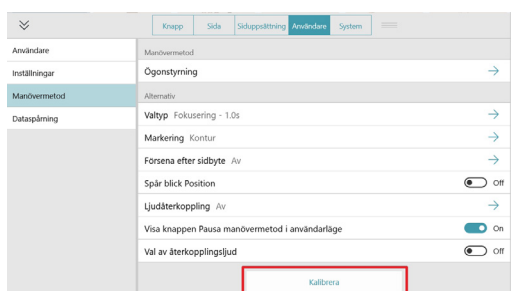 Knapp Sida Siduppsättning Användare System
Användare
Inställningar
Manövermetod
Dataspårning
Manövermetod
Ögonstyrning
Alternativ
Valtyp Fokusering - 1.0s
Markering Kontur
Försena efter sidbyte Av
Spår blick Position Off
Ljudåterkoppling Av
Visa knappen Pausa manövermetod i användarläge On
Val av återkopplingsljud Off
Kalibrera